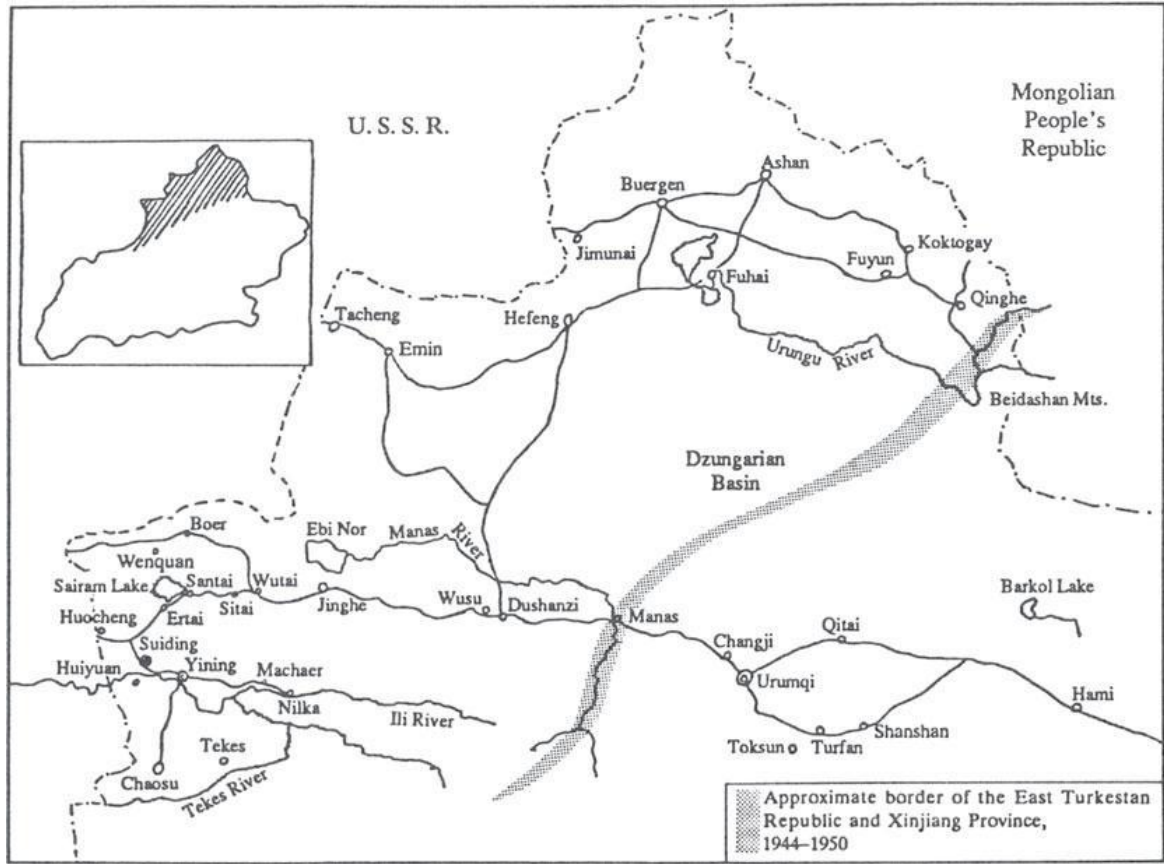 U. S. S. R.
Mongolian
People's
Republic
Ashan
Buergen
Jimunai
Koktogay
Fuyun
Fuhai
Qinghe
Tacheng
Hefeng
Emin
Urungu River
Beidashan Mts.
Dzungarian
Basin
Boer
Ebi Nor
Manas River
Wenquan
Sairam Lake
Santai
Wutai
Sitai
Jinghe
Wusu
Dushanzi
Manas
Barkol Lake
Huocheng
Ertai
Qitai
Changji
Suiding
Huiyuan
Yining
Machaer
Urumqi
Nilka
Ili River
Hami
Shanshan
Tekes
Toksun
Turfan
Chaosu
Tekes River
Approximate border of the East Turkestan
Republic and Xinjiang Province,
1944–1950